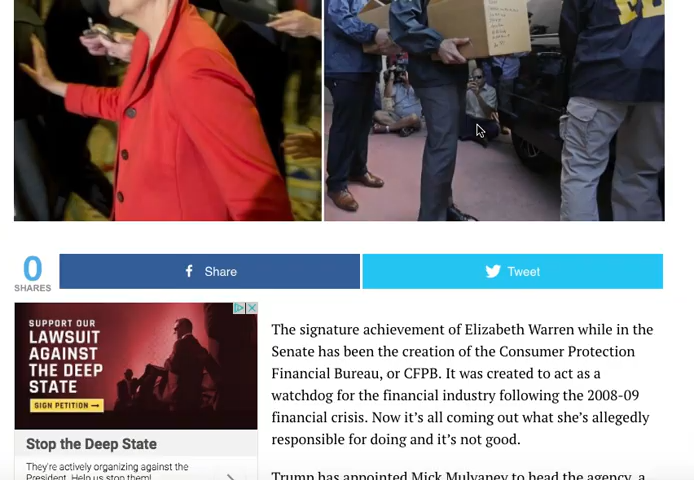 0
SHARES
Share
Tweet
SUPPORT OUR
LAWSUIT
AGAINST
THE DEEP
STATE
SIGN PETITION
Stop the Deep State
They're actively organizing against the
President. Help us stop them!
The signature achievement of Elizabeth Warren while in the
Senate has been the creation of the Consumer Protection
Financial Bureau, or CFPB. It was created to act as a
watchdog for the financial industry following the 2008-09
financial crisis. Now it's all coming out what she's allegedly
responsible for doing and it's not good.
Trump has appointed Mick Mulvaney to head the agency, a